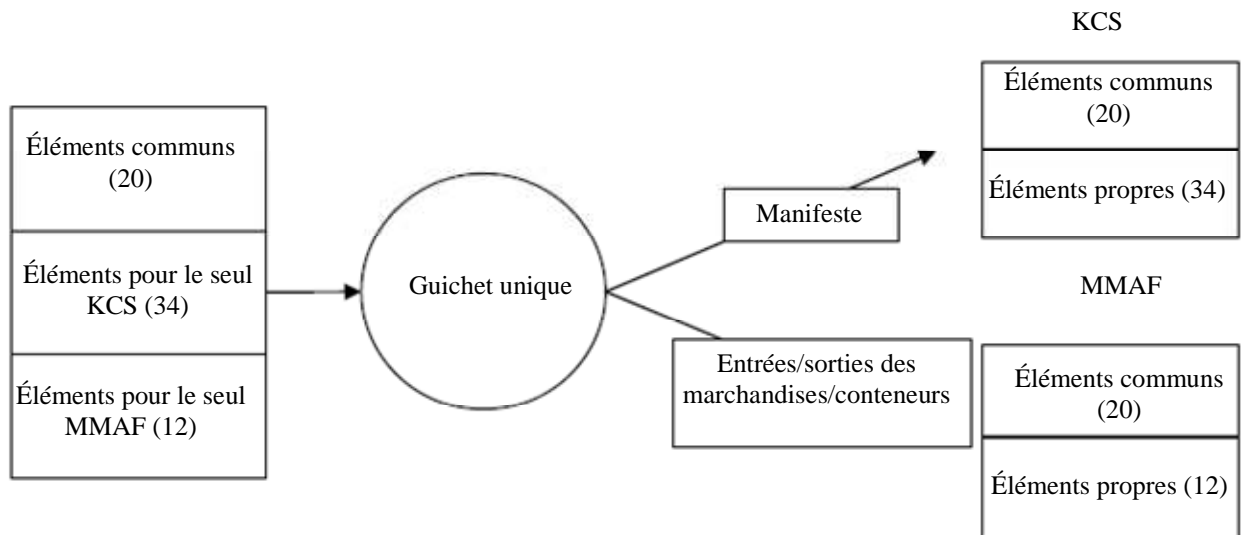 Éléments communs
(20)
Éléments pour le seul
KCS (34)
Éléments pour le seul
MMAF (12)
Guichet unique
Manifeste
Entrées/sorties des
marchandises/conteneurs
KCS
Éléments communs
(20)
Éléments propres (34)
MMAF
Éléments communs
(20)
Éléments propres (12)